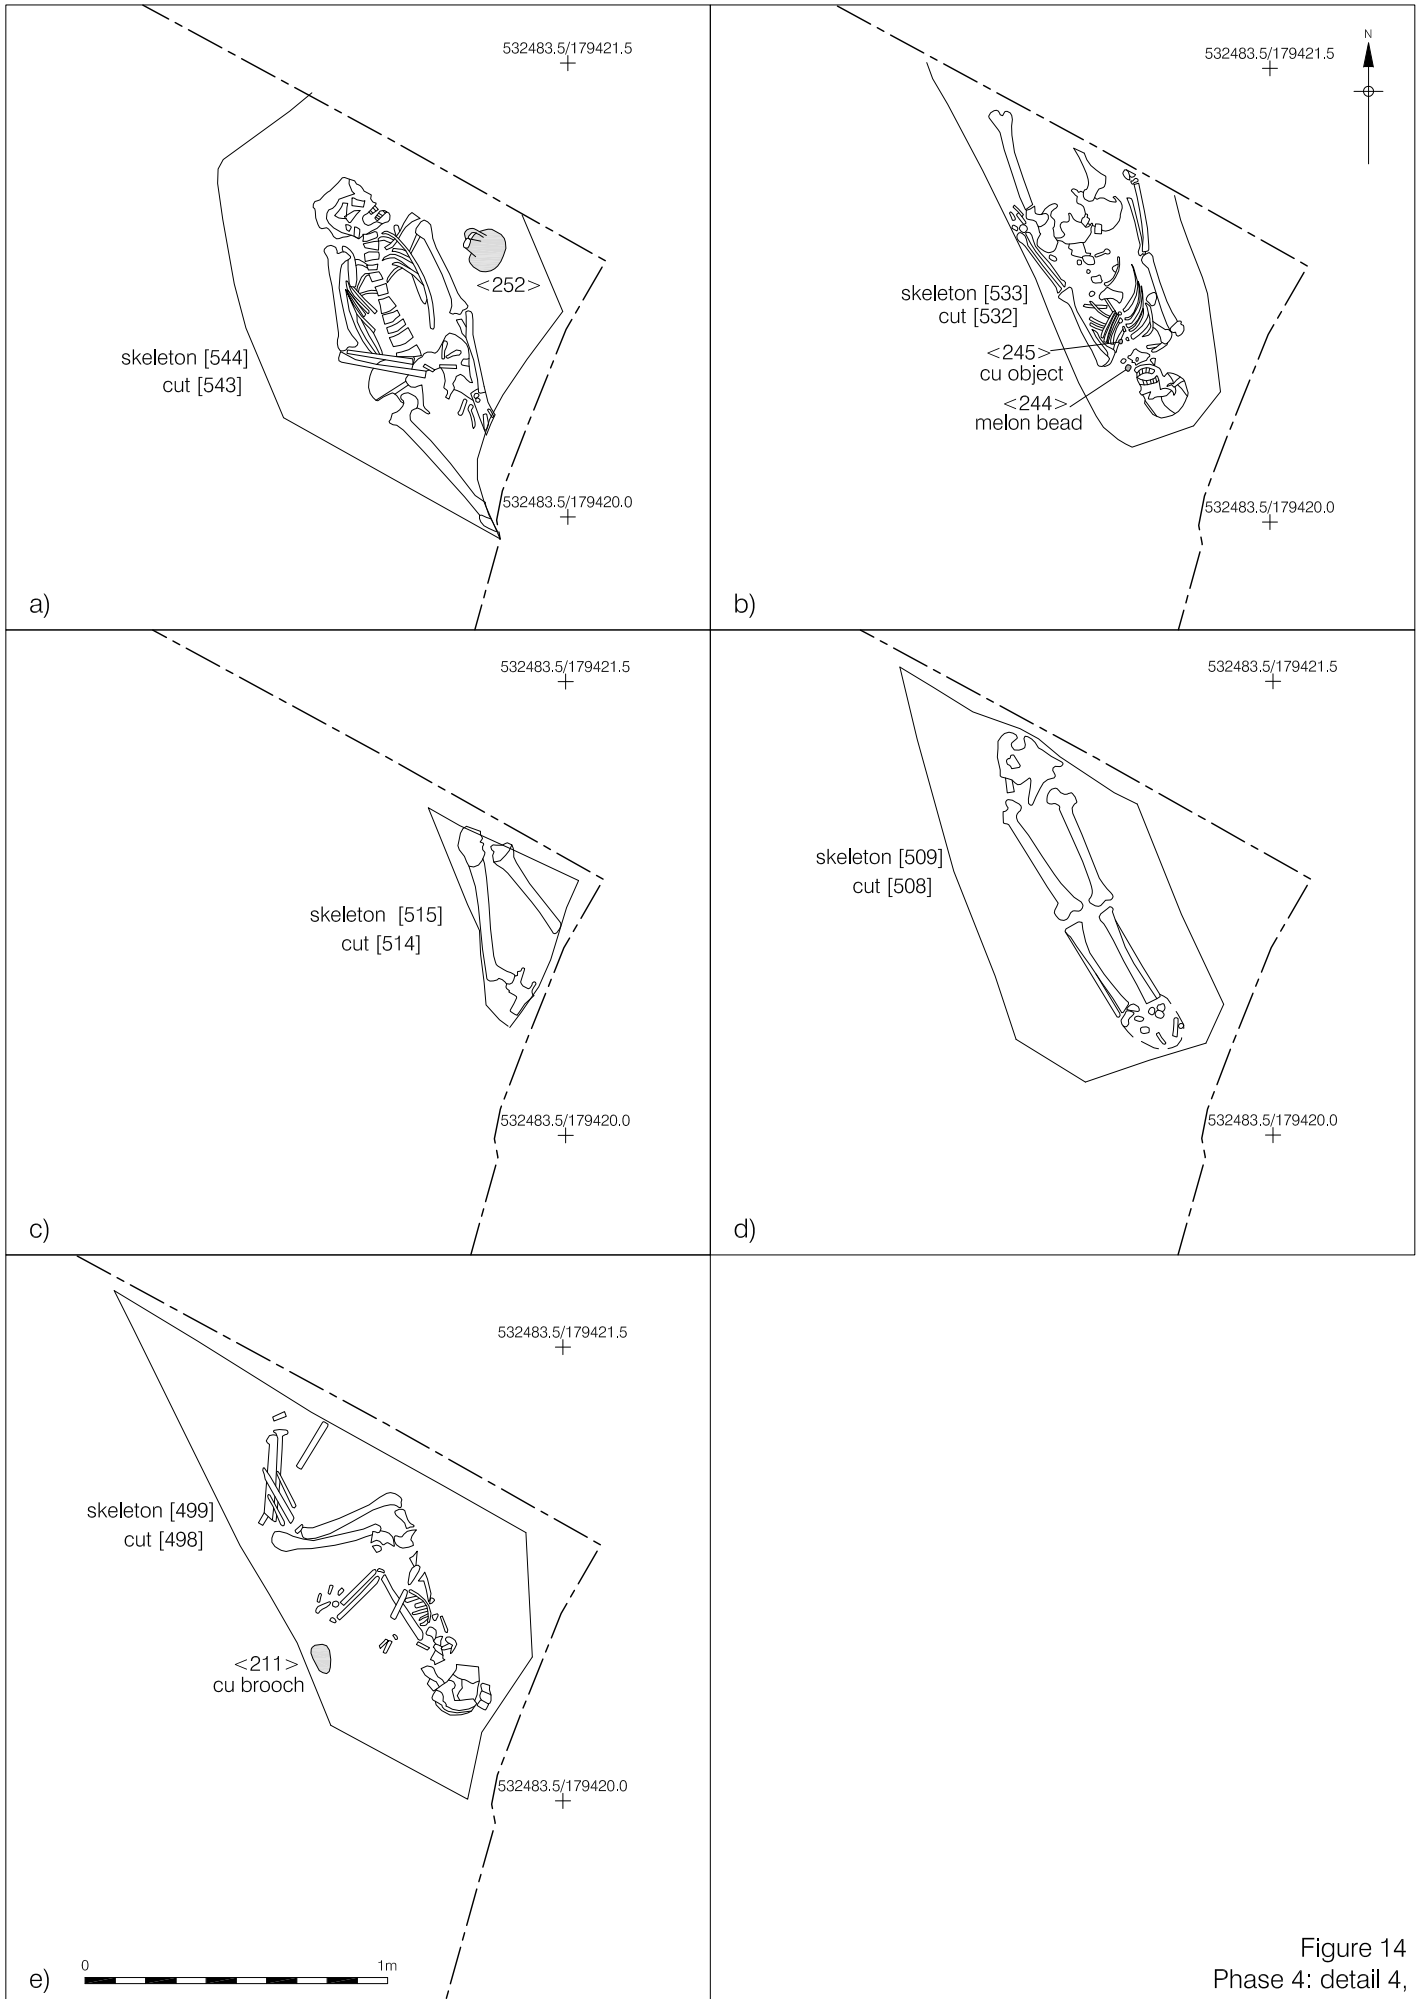 532483.5/179421.5
<252>
skeleton [544]
cut [543]
532483.5/179420.0
a)
532483.5/179421.5
N
skeleton [533]
cut [532]
<245>
cu object
<244>
melon bead
532483.5/179420.0
b)
532483.5/179421.5
skeleton [515]
cut [514]
532483.5/179420.0
c)
532483.5/179421.5
skeleton [509]
cut [508]
532483.5/179420.0
d)
532483.5/179421.5
skeleton [499]
cut [498]
<211>
cu brooch
532483.5/179420.0
e)
0 1m
Figure 14
Phase 4: detail 4,